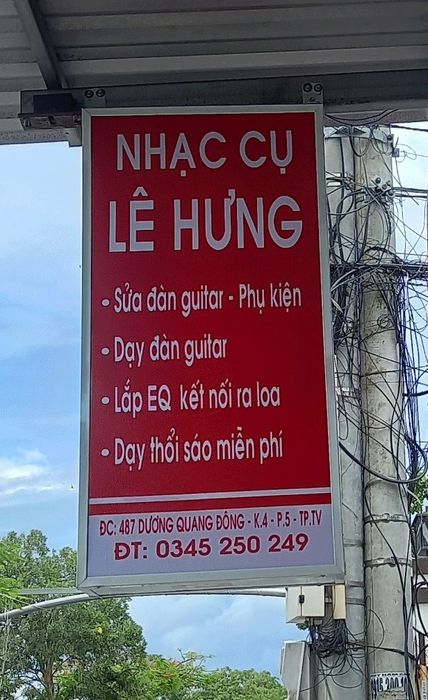 NHẠC CỤ
LÊ HƯNG
• Sửa đàn guitar - Phụ kiện
• Dạy đàn guitar
• Lắp EQ kết nối ra loa
• Dạy thổi sáo miễn phí
ĐC: 487 DƯƠNG QUANG ĐÔNG - K.4 - P.5 - TP.TV
ĐT: 0345 250 249